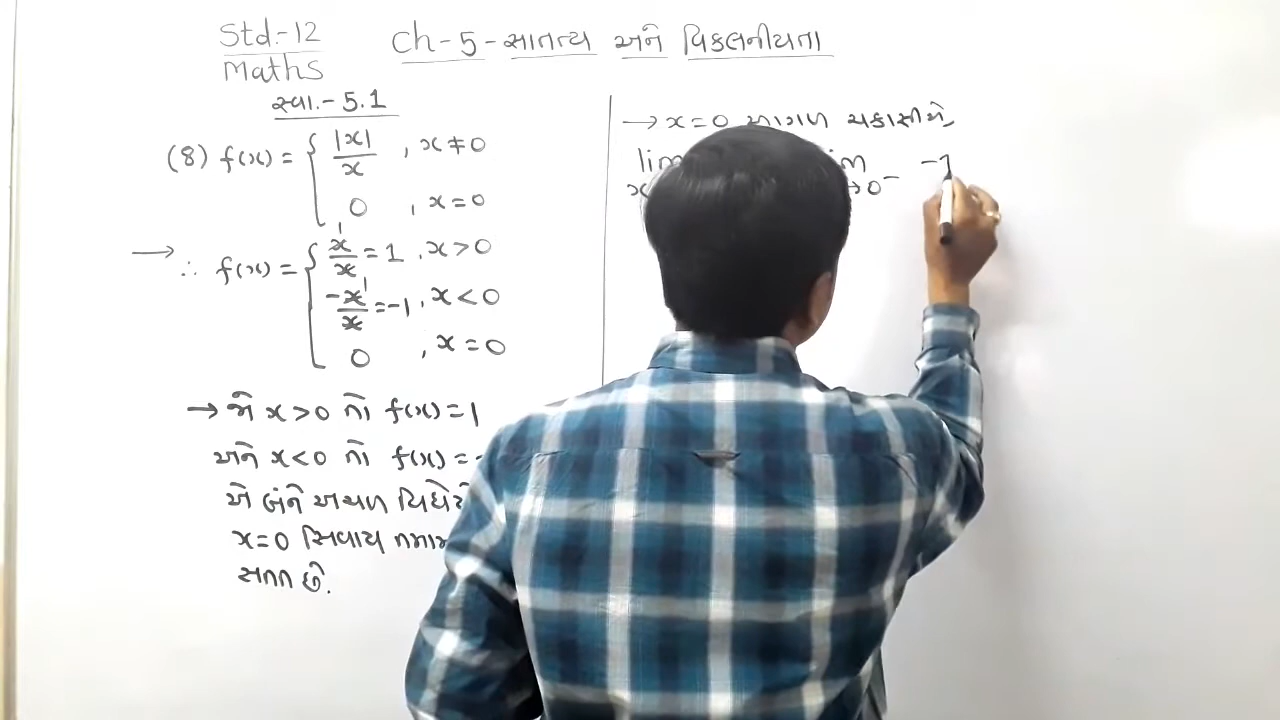 Std.-12
Maths
Ch-5-સાતત્ય અને વિકલનીયતા
સ્વા.-5.1
(8) f(x) = { |x|/x , x≠0
0 , x=0
→ ∴ f(x) = { x/x = 1 , x>0
-x/x = -1 , x<0
0 , x=0
→ જો x>0 તો f(x)=1
અને x<0 તો f(x)=-
એ બંને અચળ વિધેયો
x=0 સિવાય તમામ
સતત છે.
→ x=0 આગળ ચકાસીએ,
lim
x →0⁻ -1